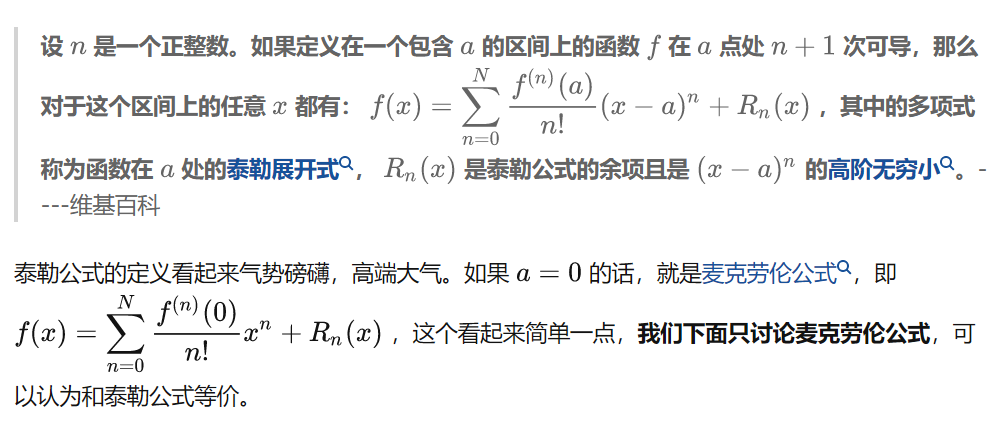 设 n 是一个正整数。如果定义在一个包含 a 的区间上的函数 f 在 a 点处 n + 1 次可导，那么
对于这个区间上的任意 x 都有： f(x) = \sum_{n=0}^{N} \frac{f^{(n)}(a)}{n!}(x − a)^n + R_n(x) ，其中的多项式
称为函数在 a 处的泰勒展开式， R_n(x) 是泰勒公式的余项且是 (x − a)^n 的高阶无穷小。-
---维基百科
泰勒公式的定义看起来气势磅礴，高端大气。如果 a = 0 的话，就是麦克劳伦公式，即
f(x) = \sum_{n=0}^{N} \frac{f^{(n)}(0)}{n!}x^n + R_n(x) ，这个看起来简单一点，我们下面只讨论麦克劳伦公式，可
以认为和泰勒公式等价。